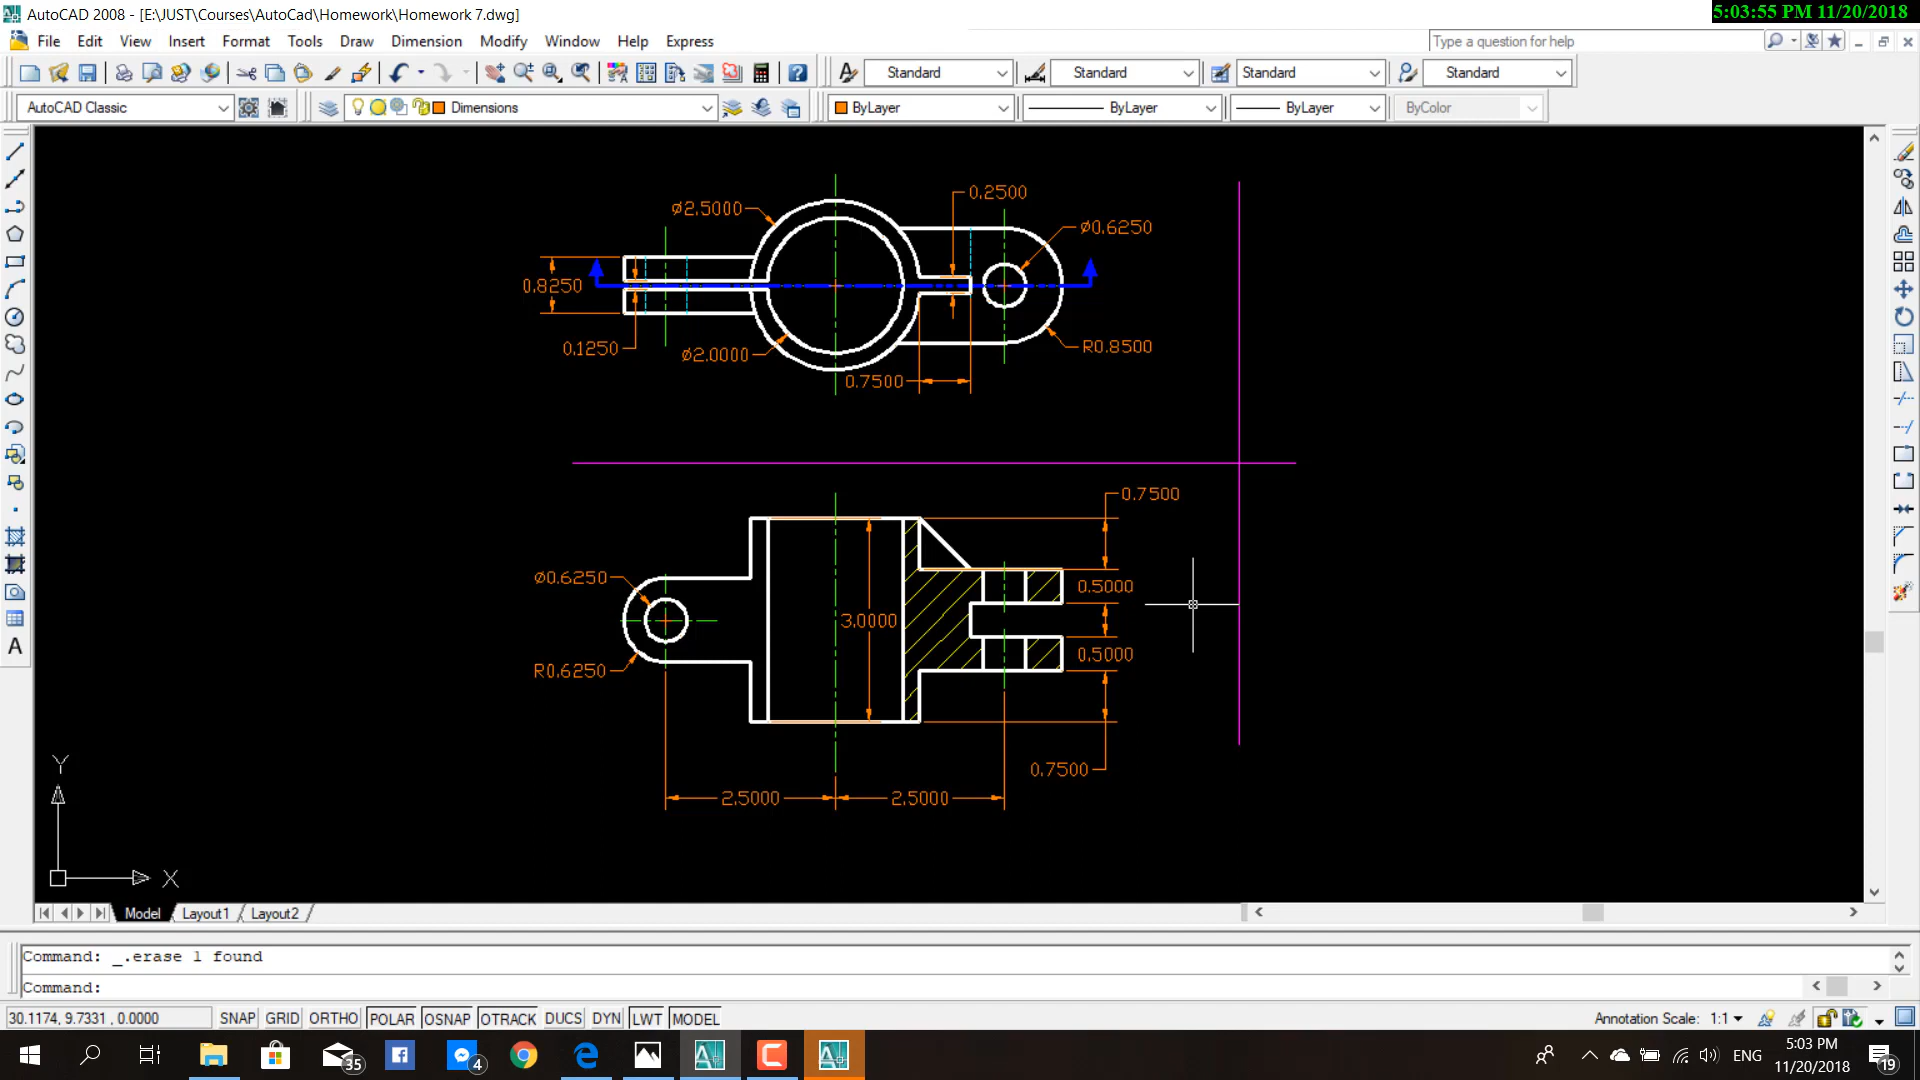 AutoCAD 2008 - [E:\JUST\Courses\AutoCad\Homework\Homework 7.dwg]
5:03:55 PM 11/20/2018
File Edit View Insert Format Tools Draw Dimension Modify Window Help Express
Type a question for help
Standard Standard Standard Standard
AutoCAD Classic Dimensions ByLayer ByLayer ByLayer ByColor
0.2500
ø2.5000
ø0.6250
0.8250
0.1250
ø2.0000
R0.8500
0.7500
0.7500
ø0.6250
0.5000
3.0000
0.5000
R0.6250
0.7500
2.5000 2.5000
Y
X
Model Layout1 Layout2
Command: _.erase 1 found
Command:
30.1174, 9.7331 , 0.0000 SNAP GRID ORTHO POLAR OSNAP OTRACK DUCS DYN LWT MODEL Annotation Scale: 1:1
35 4 ENG 5:03 PM
11/20/2018 19